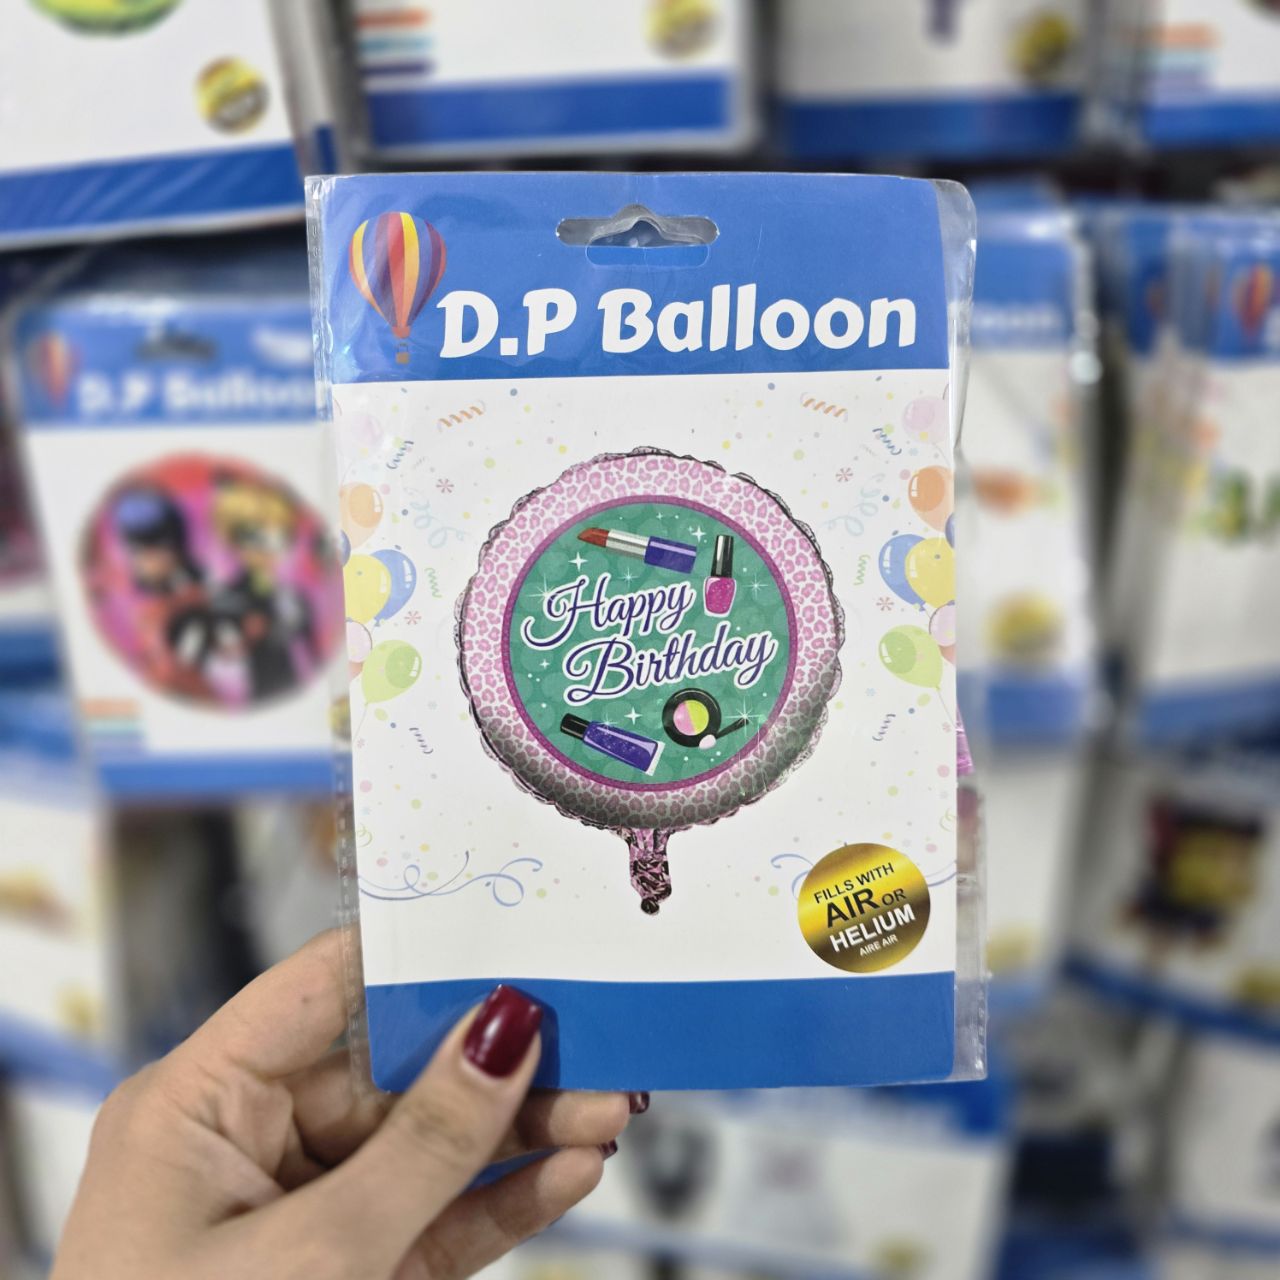 D.P Balloon
Happy
Birthday
FILLS WITH
AIR OR
HELIUM
AIRE AIR
D.P Balloon